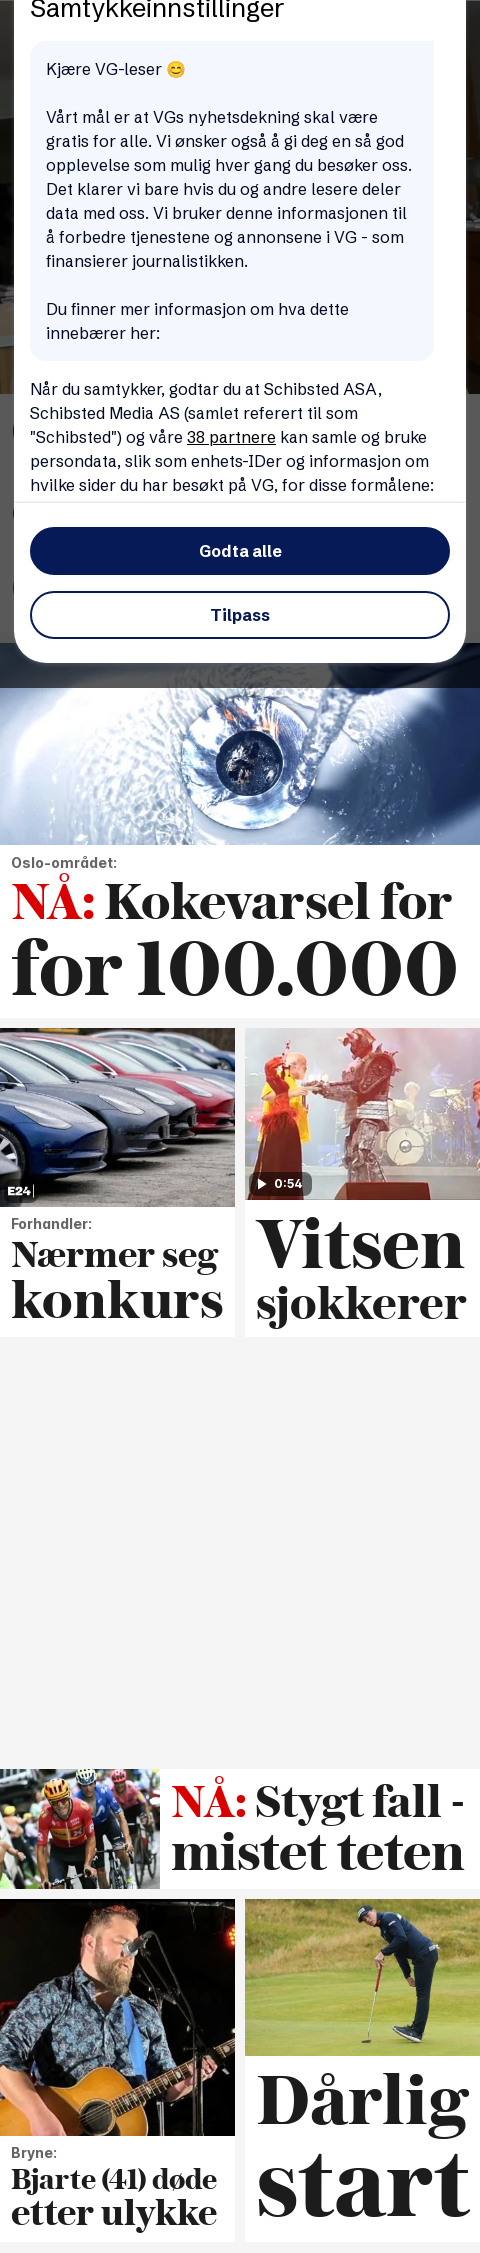 Samtykkeinnstillinger
Kjære VG-leser 😊
Vårt mål er at VGs nyhetsdekning skal være
gratis for alle. Vi ønsker også å gi deg en så god
opplevelse som mulig hver gang du besøker oss.
Det klarer vi bare hvis du og andre lesere deler
data med oss. Vi bruker denne informasjonen til
å forbedre tjenestene og annonsene i VG - som
finansierer journalistikken.
Du finner mer informasjon om hva dette
innebærer her:
Når du samtykker, godtar du at Schibsted ASA,
Schibsted Media AS (samlet referert til som
"Schibsted") og våre 38 partnere kan samle og bruke
persondata, slik som enhets-IDer og informasjon om
hvilke sider du har besøkt på VG, for disse formålene:
Godta alle
Tilpass
Oslo-området:
NÅ: Kokevarsel for
for 100.000
E24
Forhandler:
Nærmer seg
konkurs
0:54
Vitsen
sjokkerer
NÅ: Stygt fall -
mistet teten
Bryne:
Bjarte (41) døde
etter ulykke
Dårlig
start